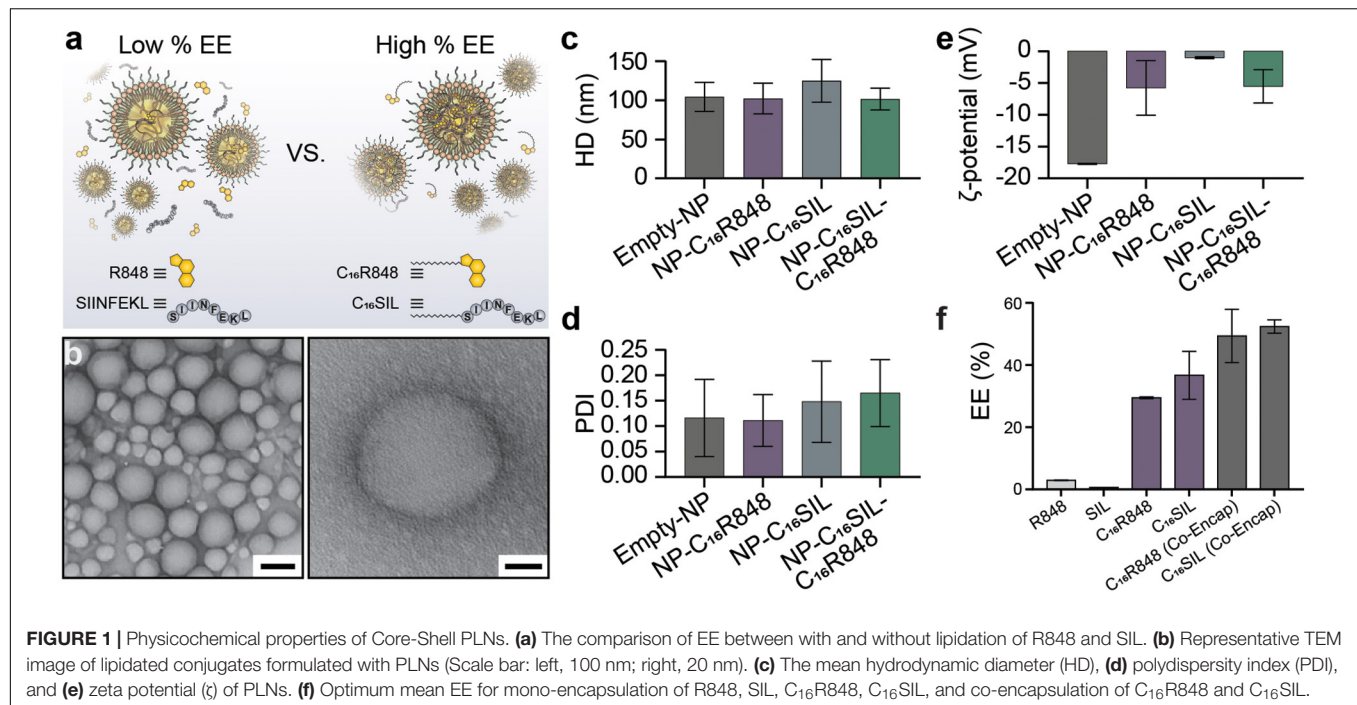 a
Low % EE
High % EE
VS.
R848 ≡
C₁₆R848 ≡
SIINFEKL ≡
SIINFEKL
C₁₆SIL ≡
SIINFEKL
b
c
HD (nm)
150
100
50
0
Empty-NP
NP-C₁₆R848
NP-C₁₆SIL
NP-C₁₆SIL-
C₁₆R848
d
PDI
0.25
0.20
0.15
0.10
0.05
0.00
Empty-NP
NP-C₁₆R848
NP-C₁₆SIL
NP-C₁₆SIL-
C₁₆R848
e
ζ-potential (mV)
0
-5
-10
-15
-20
Empty-NP
NP-C₁₆R848
NP-C₁₆SIL
NP-C₁₆SIL-
C₁₆R848
f
EE (%)
60
40
20
0
R848
SIL
C₁₆R848
C₁₆SIL
C₁₆R848 (Co-Encap)
C₁₆SIL (Co-Encap)
FIGURE 1 | Physicochemical properties of Core-Shell PLNs. (a) The comparison of EE between with and without lipidation of R848 and SIL. (b) Representative TEM
image of lipidated conjugates formulated with PLNs (Scale bar: left, 100 nm; right, 20 nm). (c) The mean hydrodynamic diameter (HD), (d) polydispersity index (PDI),
and (e) zeta potential (ζ) of PLNs. (f) Optimum mean EE for mono-encapsulation of R848, SIL, C₁₆R848, C₁₆SIL, and co-encapsulation of C₁₆R848 and C₁₆SIL.